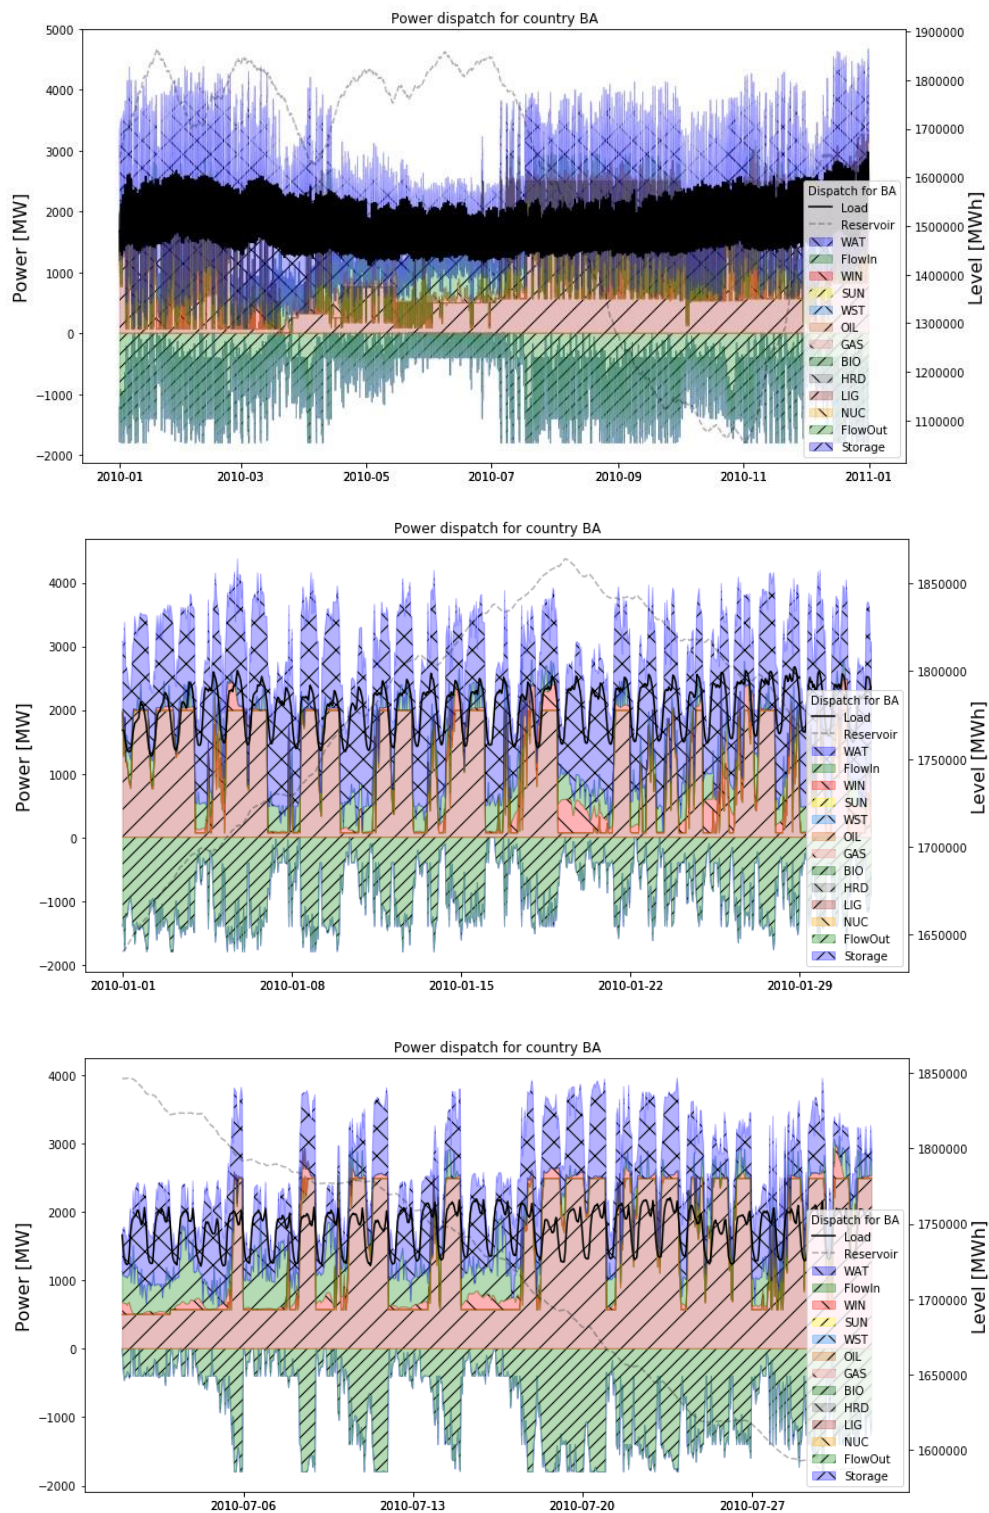 Power dispatch for country BA
5000
4000
3000
2000
1000
0
−1000
−2000
Power [MW]
1900000
1800000
1700000
1600000
1500000
1400000
1300000
1200000
1100000
Level [MWh]
Dispatch for BA
Load
Reservoir
WAT
FlowIn
WIN
SUN
WST
OIL
GAS
BIO
HRD
LIG
NUC
FlowOut
Storage
2010-01 2010-03 2010-05 2010-07 2010-09 2010-11 2011-01
Power dispatch for country BA
4000
3000
2000
1000
0
−1000
−2000
Power [MW]
1850000
1800000
1750000
1700000
1650000
Level [MWh]
Dispatch for BA
Load
Reservoir
WAT
FlowIn
WIN
SUN
WST
OIL
GAS
BIO
HRD
LIG
NUC
FlowOut
Storage
2010-01-01 2010-01-08 2010-01-15 2010-01-22 2010-01-29
Power dispatch for country BA
4000
3000
2000
1000
0
−1000
−2000
Power [MW]
1850000
1800000
1750000
1700000
1650000
1600000
Level [MWh]
Dispatch for BA
Load
Reservoir
WAT
FlowIn
WIN
SUN
WST
OIL
GAS
BIO
HRD
LIG
NUC
FlowOut
Storage
2010-07-06 2010-07-13 2010-07-20 2010-07-27